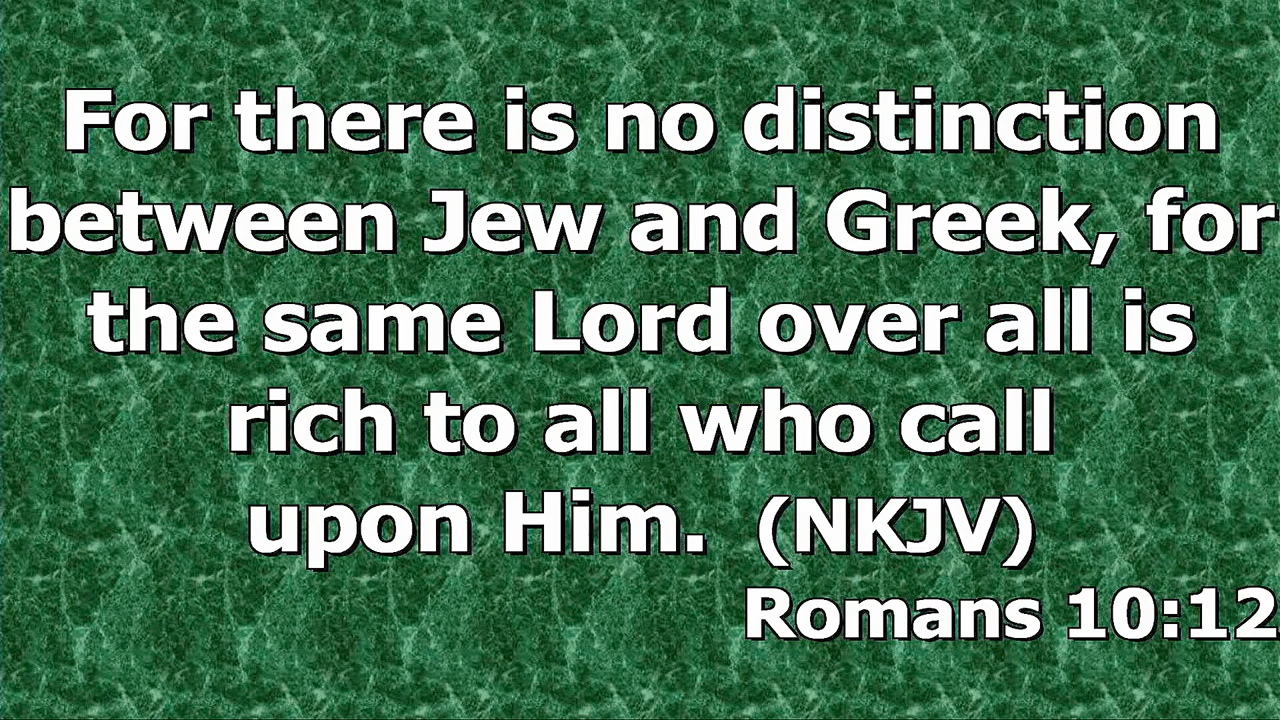 For there is no distinction
between Jew and Greek, for
the same Lord over all is
rich to all who call
upon Him. (NKJV)
Romans 10:12